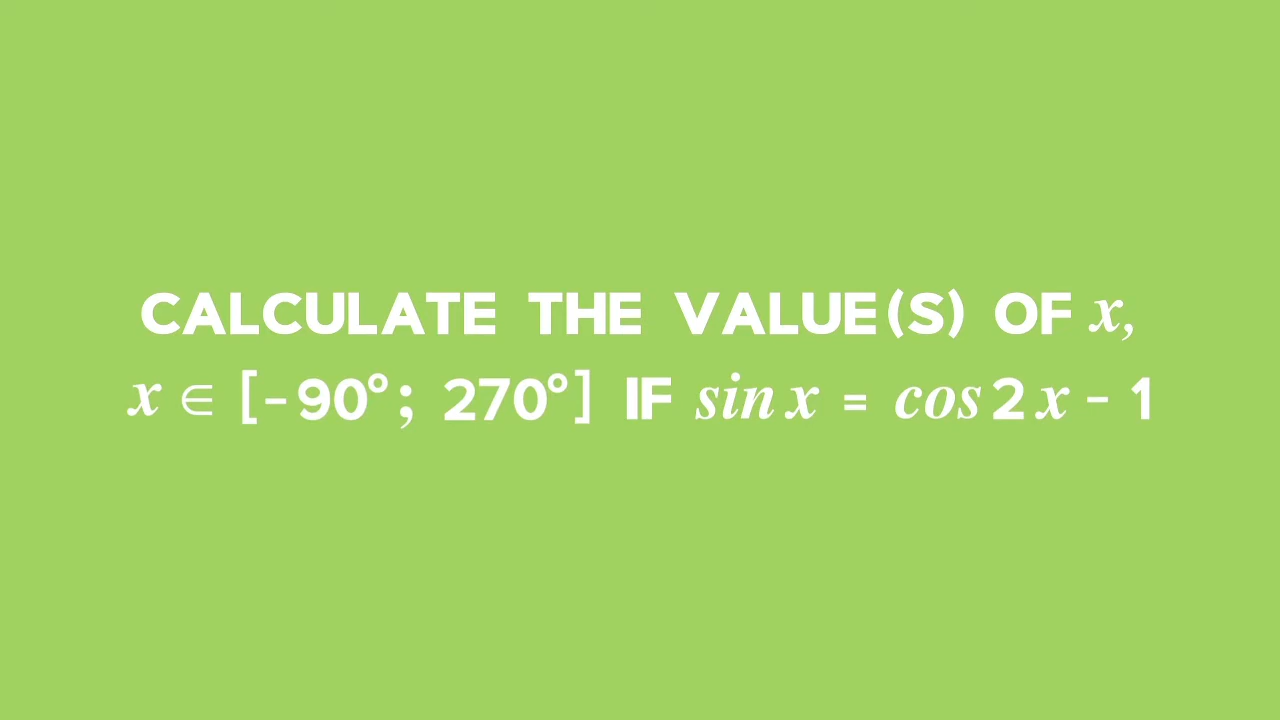 CALCULATE THE VALUE(S) OF x,
x ∈ [-90°; 270°] IF sin x = cos 2x - 1